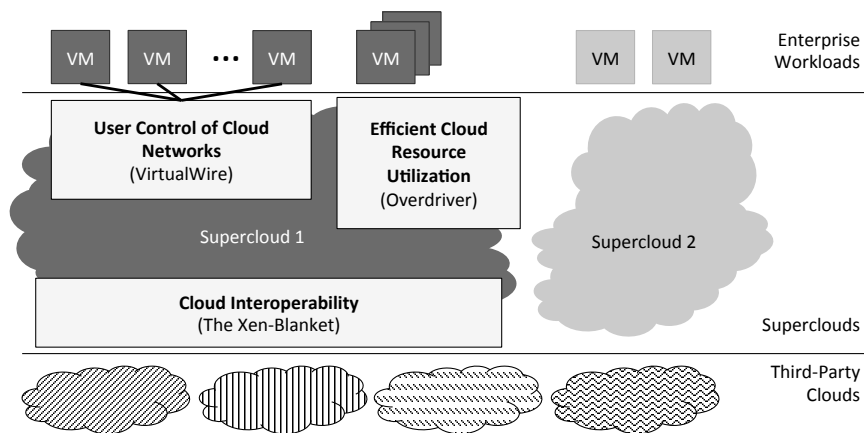 VM
VM
...
VM
VM
VM
VM
Enterprise
Workloads
User Control of Cloud
Networks
(VirtualWire)
Efficient Cloud
Resource
Utilization
(Overdriver)
Supercloud 1
Supercloud 2
Cloud Interoperability
(The Xen-Blanket)
Superclouds
Third-Party
Clouds